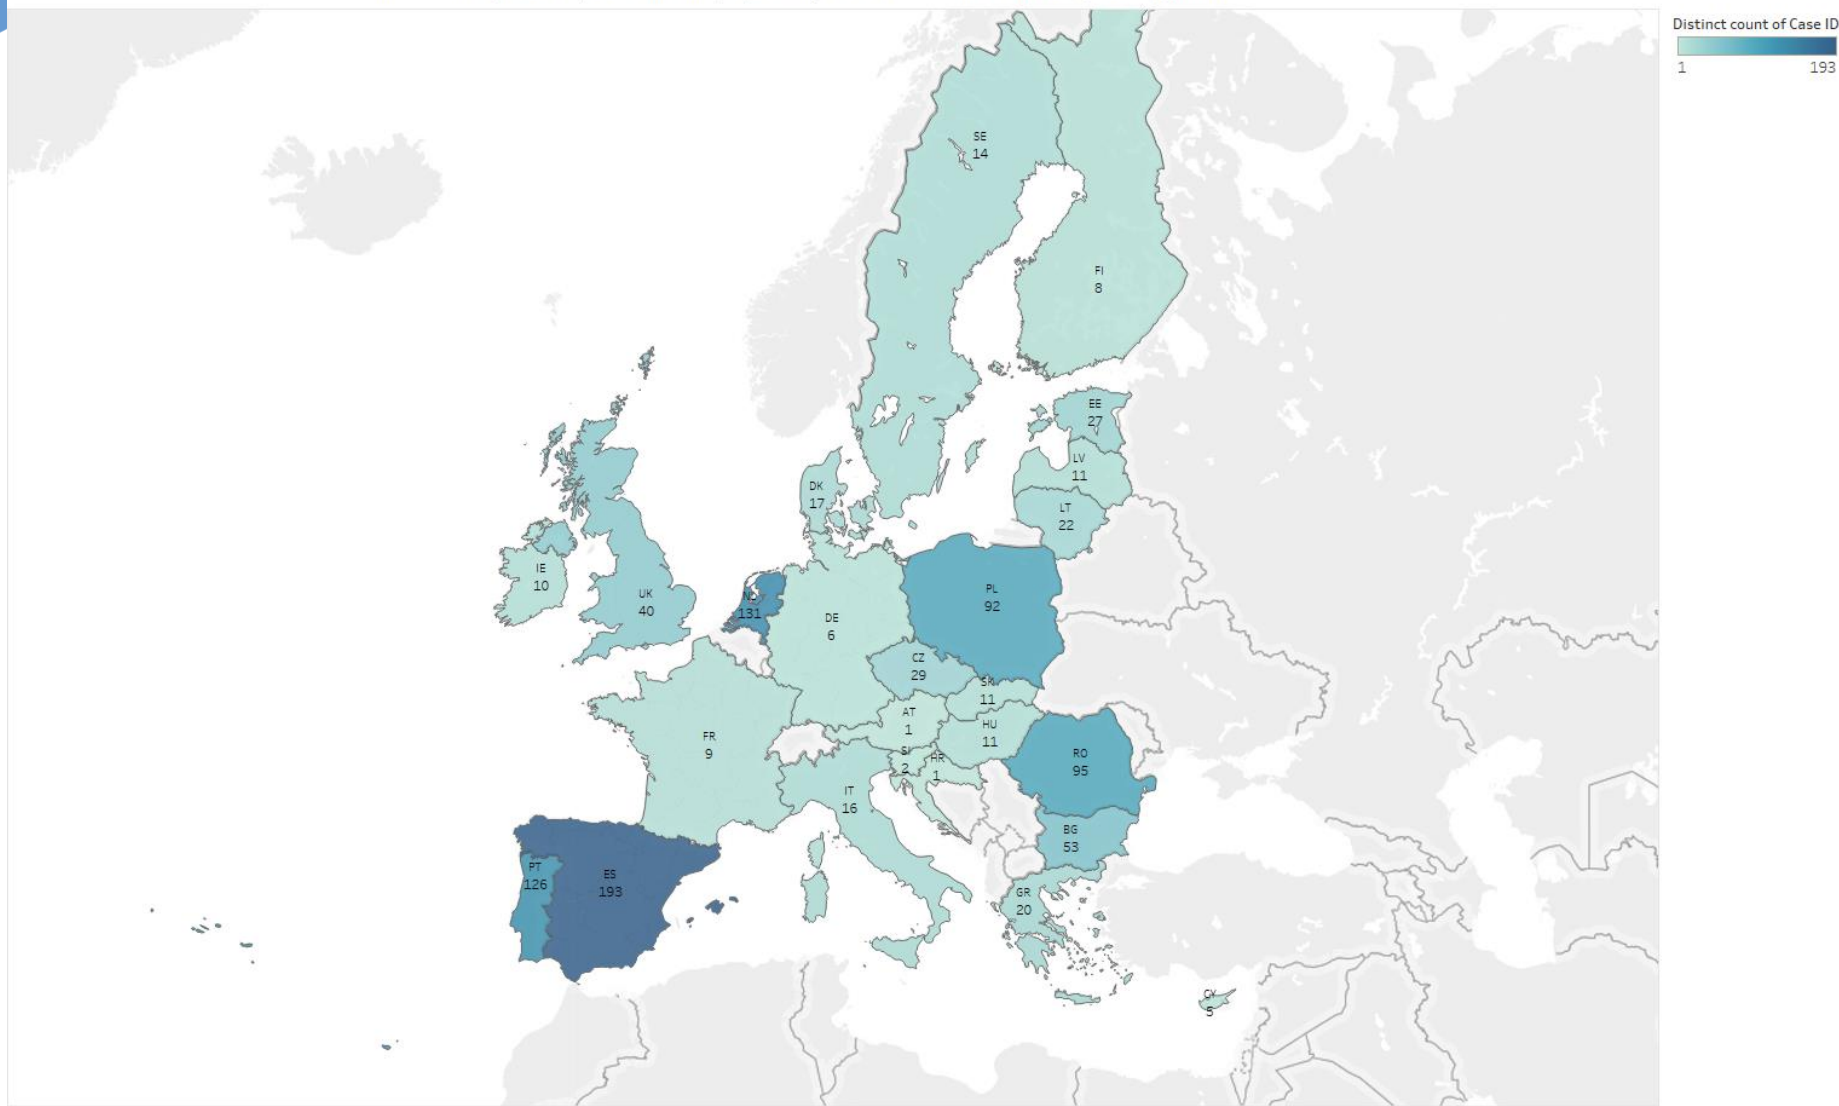 Distinct count of Case ID
1 193
SE
14
FI
8
EE
27
LV
11
DK
17
LT
22
IE
10
UK
40
NL
131
PL
92
DE
6
CZ
29
SK
11
AT
1
HU
11
FR
9
SI
2
HR
1
RO
95
IT
16
BG
53
PT
126
ES
193
GR
20
CY
5